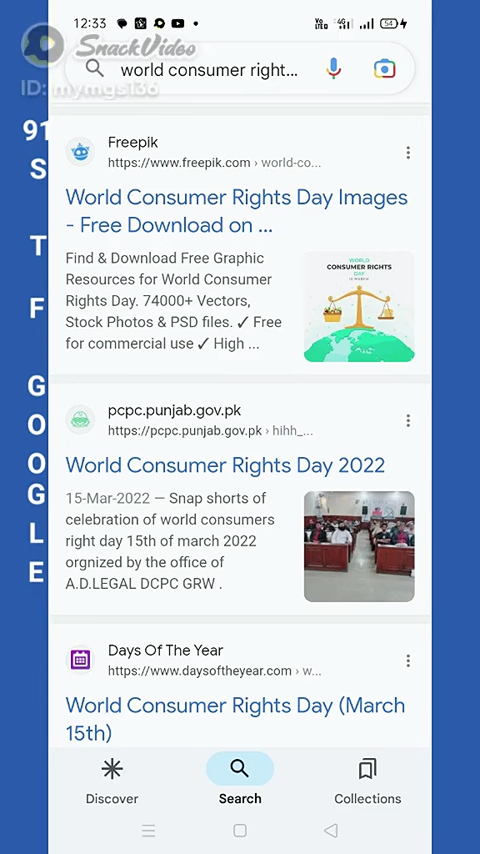 12:33
54
SnackVideo
world consumer right...
ID: mymgs136
91
S
T
F
G
O
O
G
L
E
Freepik
https://www.freepik.com › world-co...
World Consumer Rights Day Images
- Free Download on ...
Find & Download Free Graphic
Resources for World Consumer
Rights Day. 74000+ Vectors,
Stock Photos & PSD files. ✓ Free
for commercial use ✓ High ...
WORLD
CONSUMER RIGHTS
DAY
pcpc.punjab.gov.pk
https://pcpc.punjab.gov.pk › hihh_...
World Consumer Rights Day 2022
15-Mar-2022 — Snap shorts of
celebration of world consumers
right day 15th of march 2022
orgnized by the office of
A.D.LEGAL DCPC GRW .
Days Of The Year
https://www.daysoftheyear.com › w...
World Consumer Rights Day (March
15th)
Discover
Search
Collections